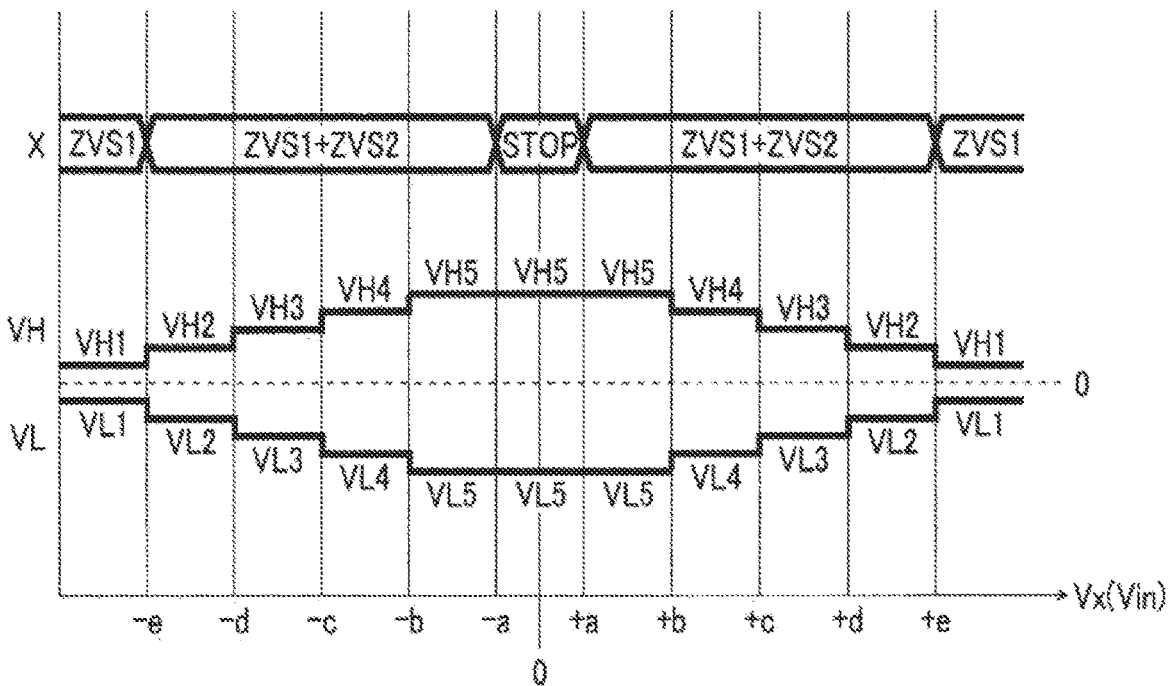 X ZVS1 ZVS1+ZVS2 STOP ZVS1+ZVS2 ZVS1
VH VH1 VH2 VH3 VH4 VH5 VH5 VH5 VH4 VH3 VH2 VH1
0
VL VL1 VL2 VL3 VL4 VL5 VL5 VL5 VL4 VL3 VL2 VL1
-e -d -c -b -a +a +b +c +d +e Vx(Vin)
0